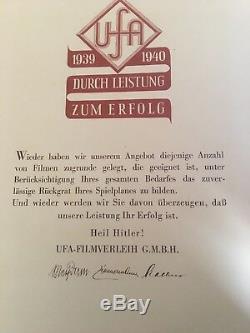 UfA
1939 1940
DURCH LEISTUNG
ZUM ERFOLG
Wieder haben wir unserem Angebot diejenige Anzahl
von Filmen zugrunde gelegt, die geeignet ist, unter
Berücksichtigung Ihres gesamten Bedarfes das zuver-
lässige Rückgrat Ihres Spielplanes zu bilden.
Und wieder werden wir Sie davon überzeugen, daß
unsere Leistung Ihr Erfolg ist.
Heil Hitler!
UFA-FILMVERLEIH G.M.B.H.